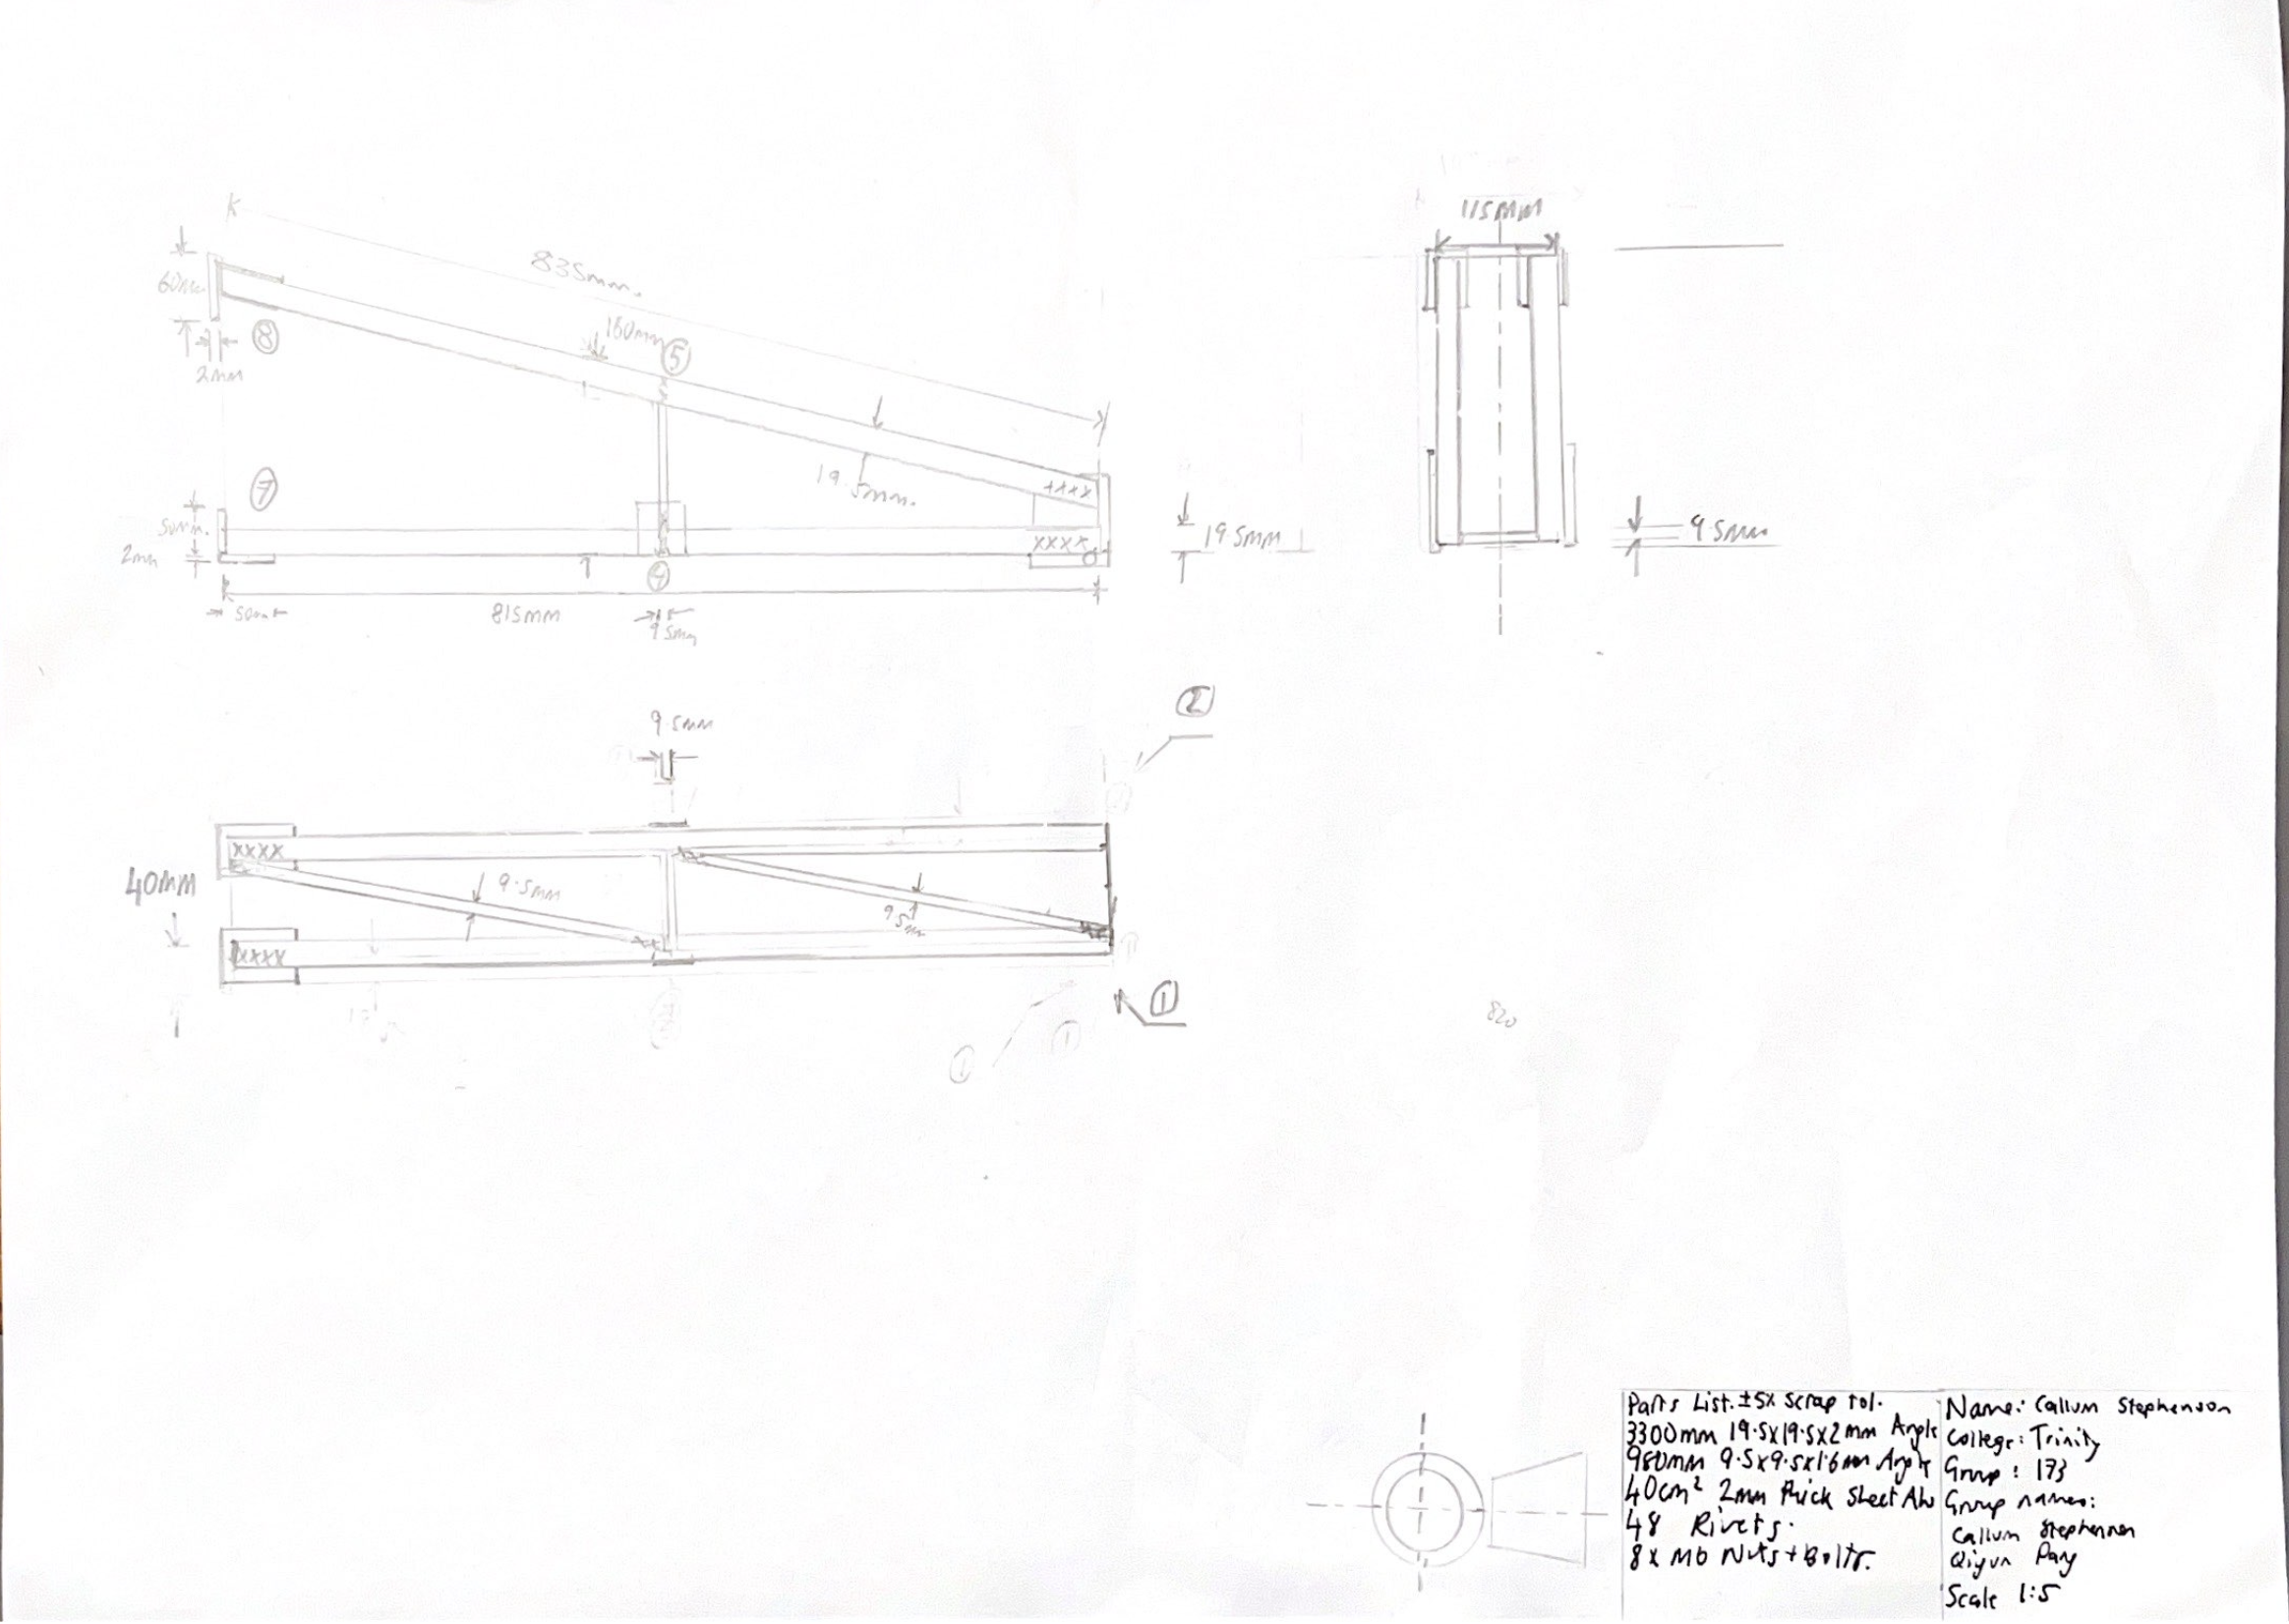 115mm
835mm.
60mm
160mm
5
8
2mm
19.5mm.
7
50mm.
2mm
xxxx
xxxx
19.5mm
9.5mm
4
50mm
815mm
9.5mm
2
9.5mm
xxxx
40mm
9.5mm
9.5mm
xx
xxxx
1
820
1
1
Parts List. ±5% Scrap tol.
3300mm 19.5x19.5x2mm Angle
980mm 9.5x9.5x1.6mm Angle
40cm² 2mm thick sheet Alu
48 Rivets.
8x M6 Nuts + Bolts.
Name: Callum Stephenson
College: Trinity
Group: 173
Group names:
Callum Stephenson
Qiyun Pang
Scale 1:5